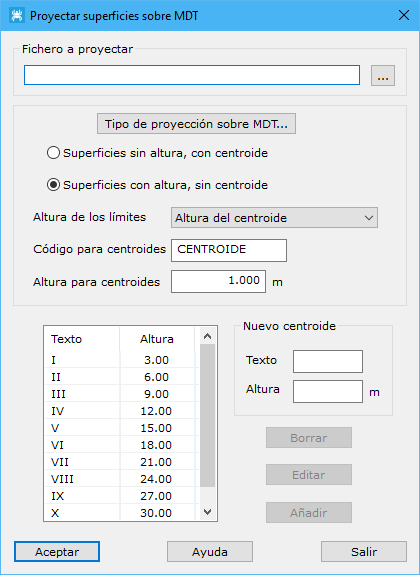 Proyectar superficies sobre MDT
Fichero a proyectar
...
Tipo de proyección sobre MDT...
Superficies sin altura, con centroide
Superficies con altura, sin centroide
Altura de los límites Altura del centroide
Código para centroides CENTROIDE
Altura para centroides 1.000 m
Texto Altura
I 3.00
II 6.00
III 9.00
IV 12.00
V 15.00
VI 18.00
VII 21.00
VIII 24.00
IX 27.00
X 30.00
Nuevo centroide
Texto
Altura m
Borrar
Editar
Añadir
Aceptar Ayuda Salir